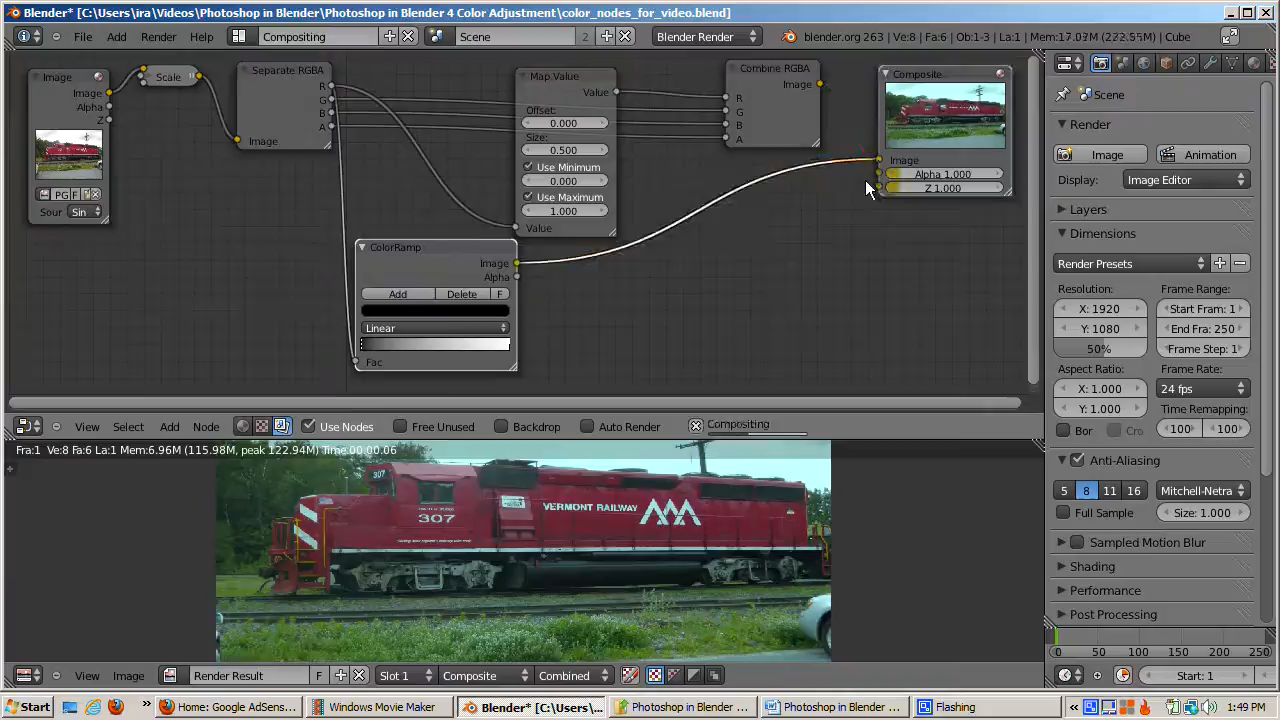 Blender* [C:\Users\ira\Videos\Photoshop in Blender\Photoshop in Blender 4 Color Adjustment\color_nodes_for_video.blend]
File Add Render Help Compositing Scene 2 Blender Render blender.org 263 | Ve:8 | Fa:6 | Ob:1-3 | La:1 | Mem:17.07M (222.55M) | Cube
Image
Image
Alpha
Z
PG F
Sour Sin
Scale
Separate RGBA
R
G
B
A
Image
Map Value
Value
Offset:
0.000
Size:
0.500
Use Minimum
0.000
Use Maximum
1.000
Value
Combine RGBA
Image
R
G
B
A
Composite
Image
Alpha 1.000
Z 1.000
ColorRamp
Image
Alpha
Add Delete F
Linear
Fac
View Select Add Node Use Nodes Free Unused Backdrop Auto Render Compositing
Fra:1 Ve:8 Fa:6 La:1 Mem:6.96M (115.98M, peak 122.94M) Time:00:00.06
307
307
VERMONT RAILWAY
View Image Render Result F Slot 1 Composite Combined
Scene
Render
Image Animation
Display: Image Editor
Layers
Dimensions
Render Presets
Resolution: Frame Range:
X: 1920 Start Fram: 1
Y: 1080 End Fra: 250
50% Frame Step: 1
Aspect Ratio: Frame Rate:
X: 1.000 24 fps
Y: 1.000 Time Remapping:
Bor Cro 100 100
Anti-Aliasing
5 8 11 16 Mitchell-Netra
Full Sample Size: 1.000
Sampled Motion Blur
Shading
Performance
Post Processing
0 50 100 150 200 250
Start: 1
Start Home: Google AdSens... Windows Movie Maker Blender* [C:\Users\... Photoshop in Blender ... Photoshop in Blender ... Flashing 1:49 PM